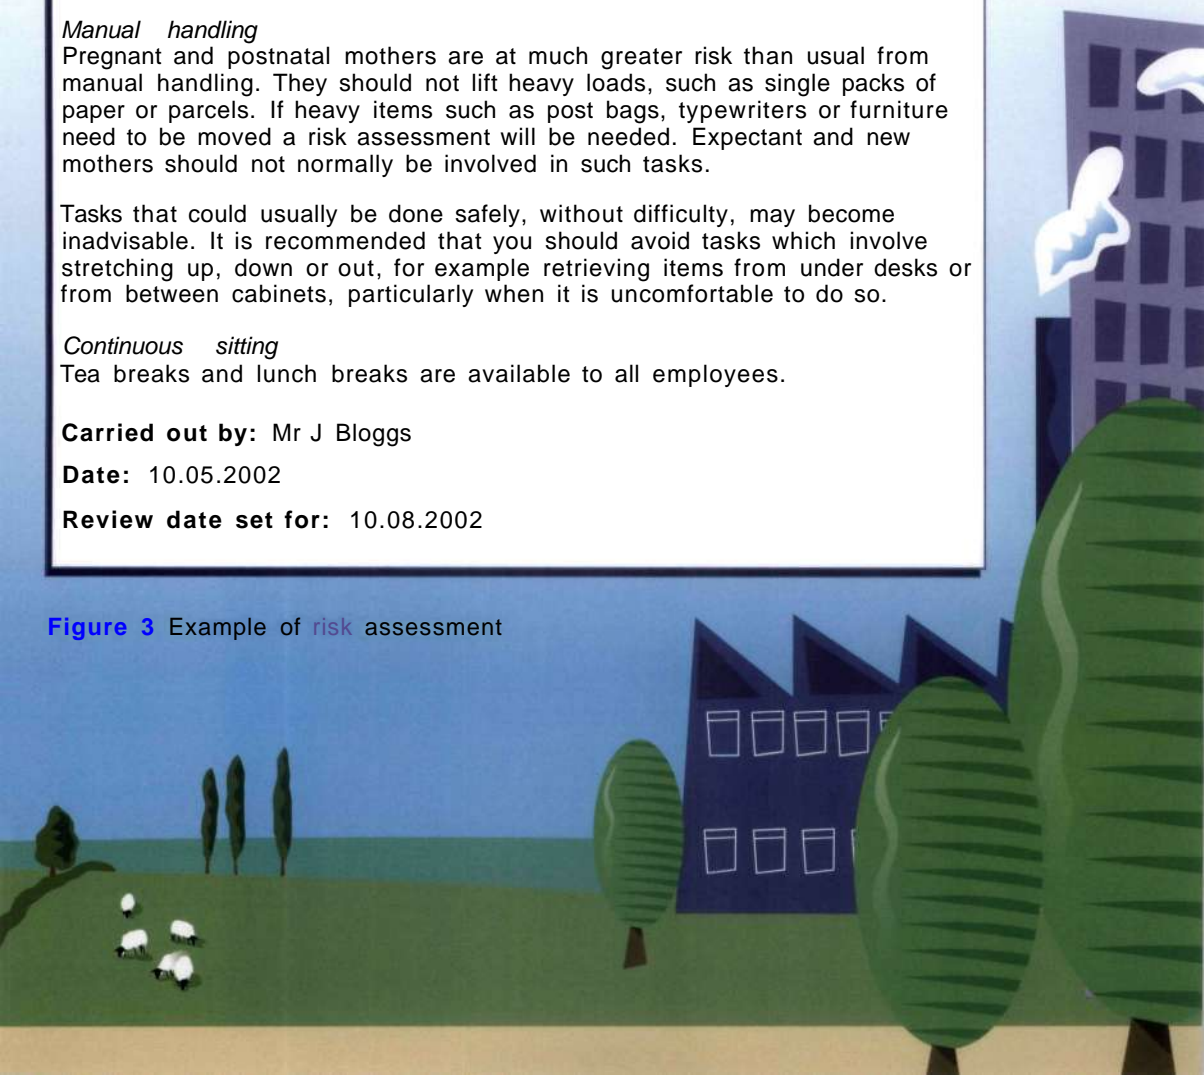 Manual handling
Pregnant and postnatal mothers are at much greater risk than usual from
manual handling. They should not lift heavy loads, such as single packs of
paper or parcels. If heavy items such as post bags, typewriters or furniture
need to be moved a risk assessment will be needed. Expectant and new
mothers should not normally be involved in such tasks.
Tasks that could usually be done safely, without difficulty, may become
inadvisable. It is recommended that you should avoid tasks which involve
stretching up, down or out, for example retrieving items from under desks or
from between cabinets, particularly when it is uncomfortable to do so.
Continuous sitting
Tea breaks and lunch breaks are available to all employees.
Carried out by: Mr J Bloggs
Date: 10.05.2002
Review date set for: 10.08.2002
Figure 3 Example of risk assessment